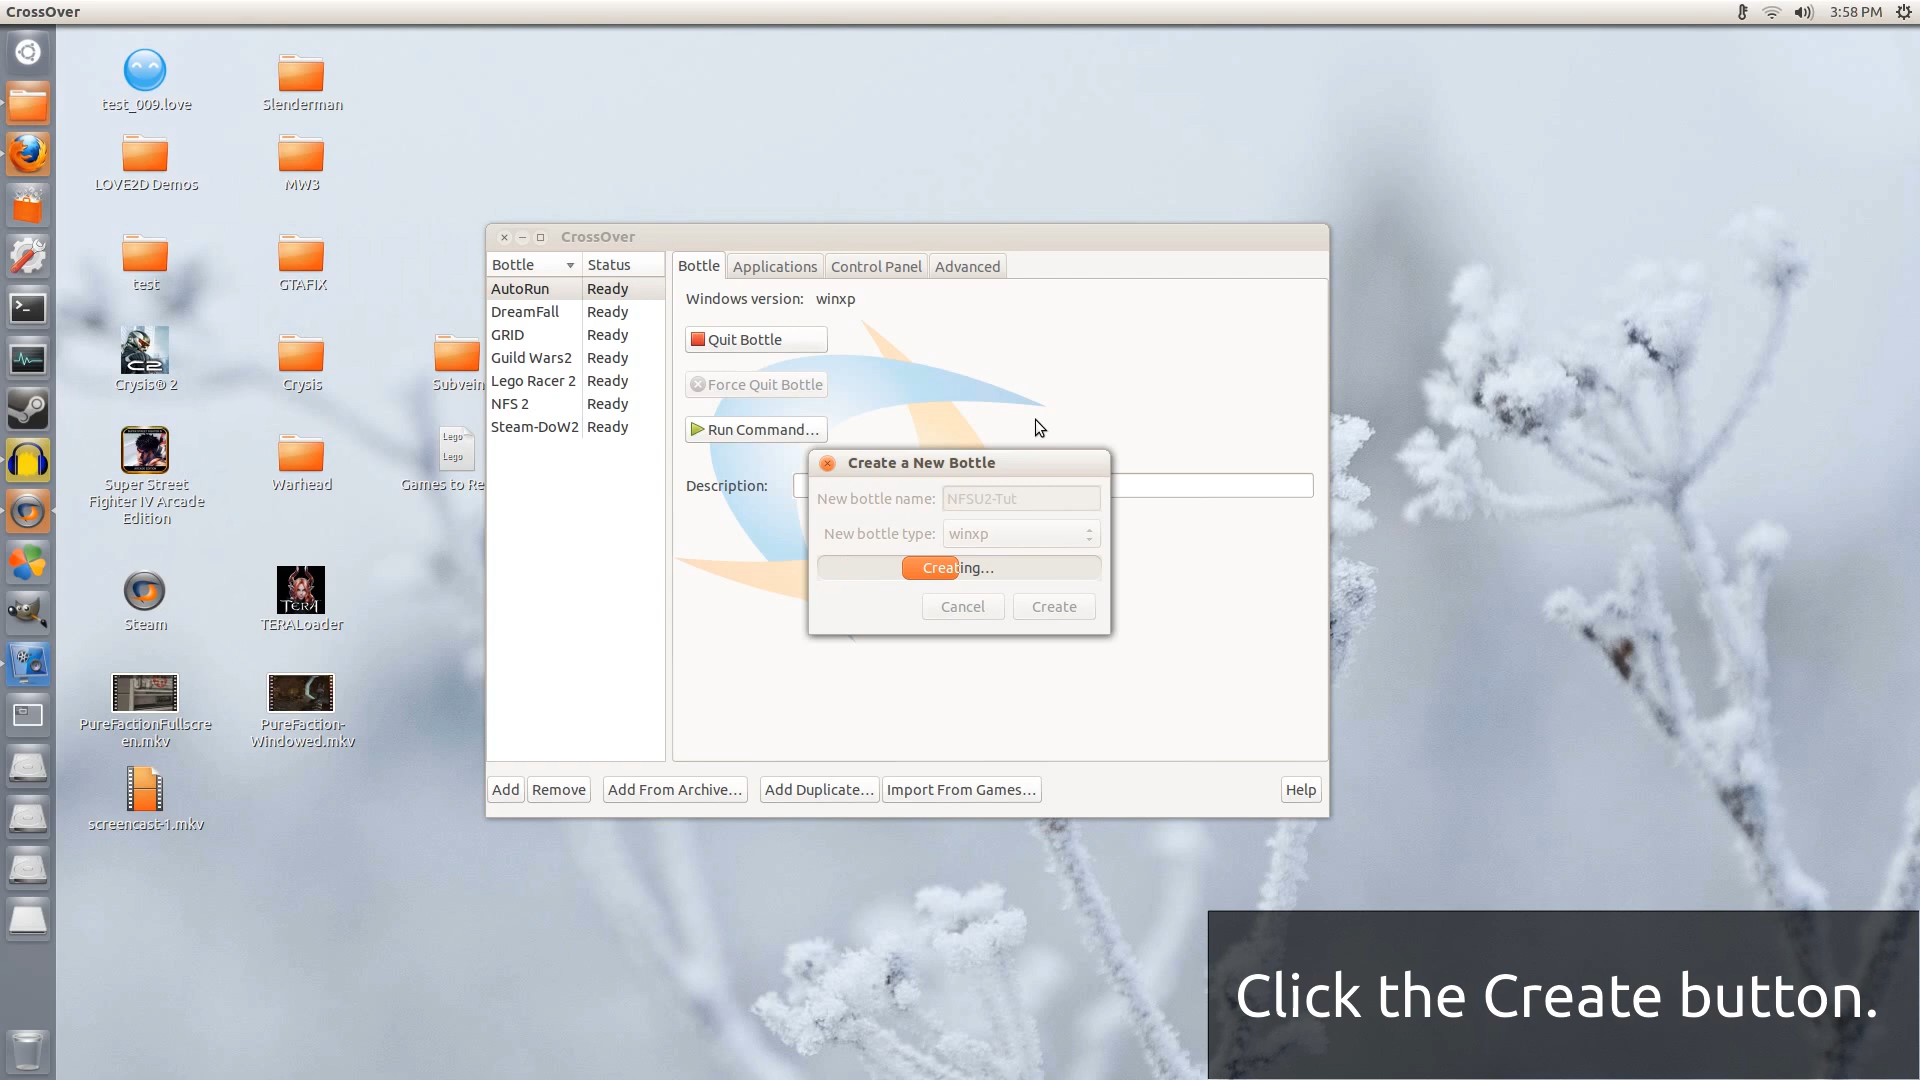 CrossOver
3:58 PM
test_009.love
Slenderman
LOVE2D Demos
MW3
test
GTAFIX
C2
Crysis® 2
Crysis
Subvein
Super Street
Fighter IV Arcade
Edition
Warhead
Lego
Lego
Games to Re
Steam
TERA
TERALoader
PureFactionFullscre
en.mkv
PureFaction-
Windowed.mkv
screencast-1.mkv
CrossOver
Bottle
Status
AutoRun Ready
DreamFall Ready
GRID Ready
Guild Wars2 Ready
Lego Racer 2 Ready
NFS 2 Ready
Steam-DoW2 Ready
Bottle
Applications
Control Panel
Advanced
Windows version: winxp
Quit Bottle
Force Quit Bottle
Run Command...
Description:
Create a New Bottle
New bottle name: NFSU2-Tut
New bottle type: winxp
Creating...
Cancel
Create
Add
Remove
Add From Archive...
Add Duplicate...
Import From Games...
Help
Click the Create button.